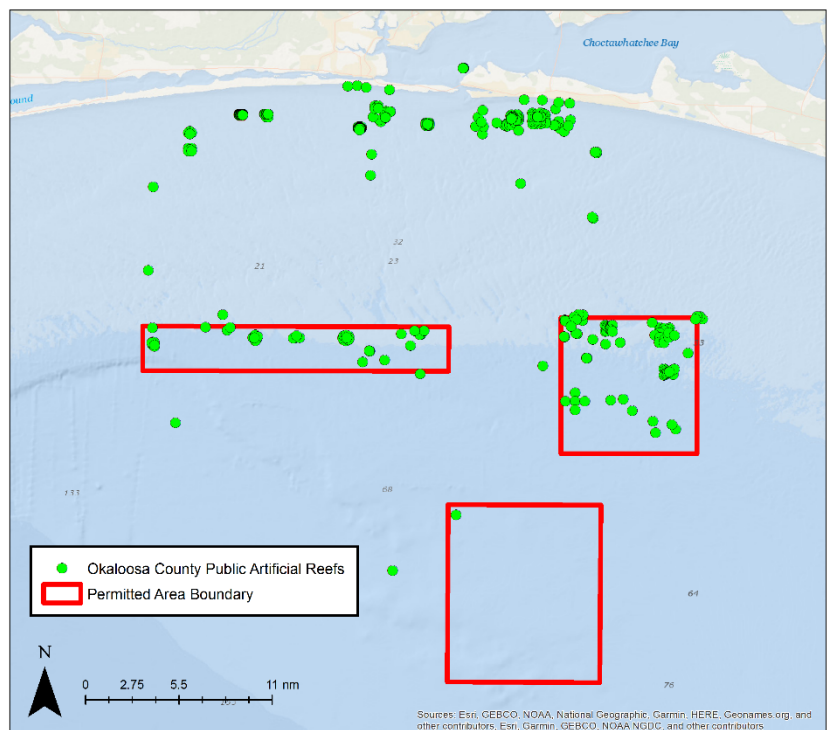 Choctawhatchee Bay
ound
32
23
21
68
133
64
76
Okaloosa County Public Artificial Reefs
Permitted Area Boundary
N
0 2.75 5.5 11 nm
Sources: Esri, GEBCO, NOAA, National Geographic, Garmin, HERE, Geonames.org, and
other contributors, Esri, Garmin, GEBCO, NOAA NGDC, and other contributors